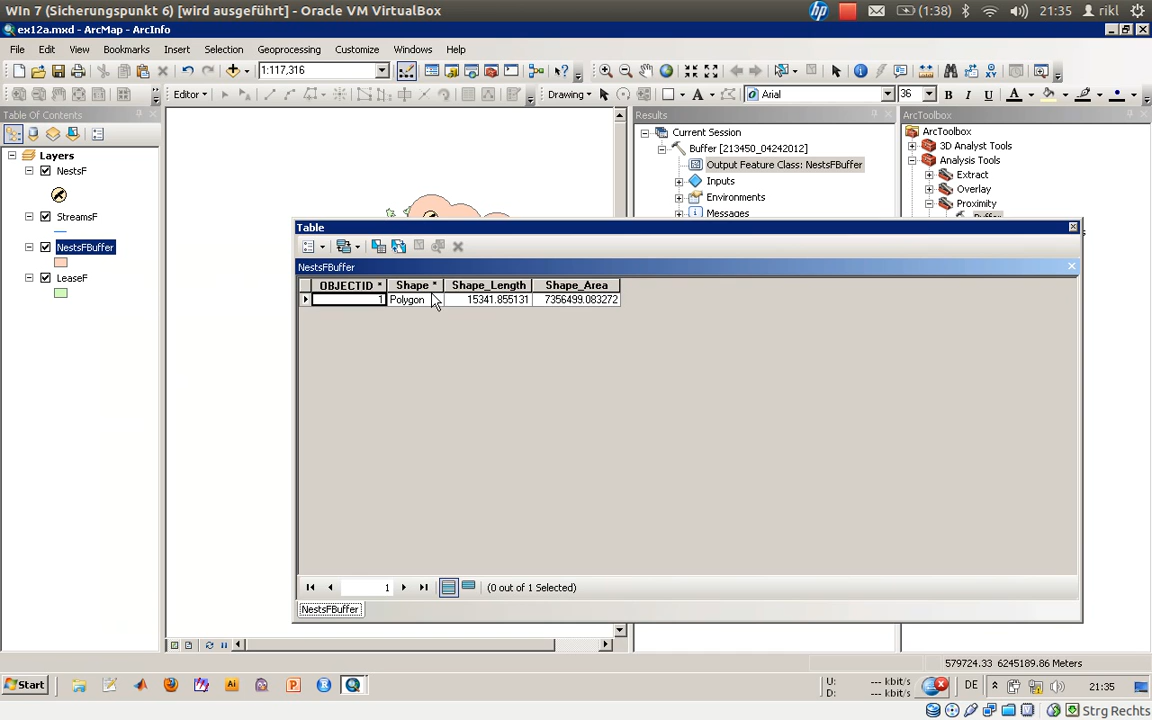 Win 7 (Sicherungspunkt 6) [wird ausgeführt] - Oracle VM VirtualBox
(1:38) 21:35 rikl
ex12a.mxd - ArcMap - ArcInfo
File Edit View Bookmarks Insert Selection Geoprocessing Customize Windows Help
1:117,316
Editor
Drawing A Arial 36 B I U A
Table Of Contents
Results
ArcToolbox
Layers
NestsF
StreamsF
NestsFBuffer
LeaseF
Current Session
Buffer [213450_04242012]
Output Feature Class: NestsFBuffer
Inputs
Environments
Messages
ArcToolbox
3D Analyst Tools
Analysis Tools
Extract
Overlay
Proximity
Buffer
Table
NestsFBuffer
OBJECTID * Shape * Shape_Length Shape_Area
1 Polygon 15341.855131 7356499.083272
1 (0 out of 1 Selected)
NestsFBuffer
579724.33 6245189.86 Meters
Start
Ai
P
R
U: --- kbit/s
D: --- kbit/s
DE
21:35
Strg Rechts